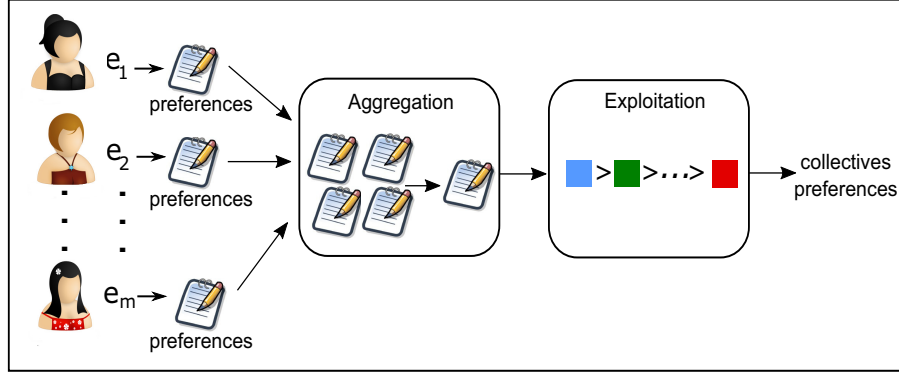 e1
preferences
e2
preferences
em
preferences
Aggregation
Exploitation
> > ... >
collectives
preferences